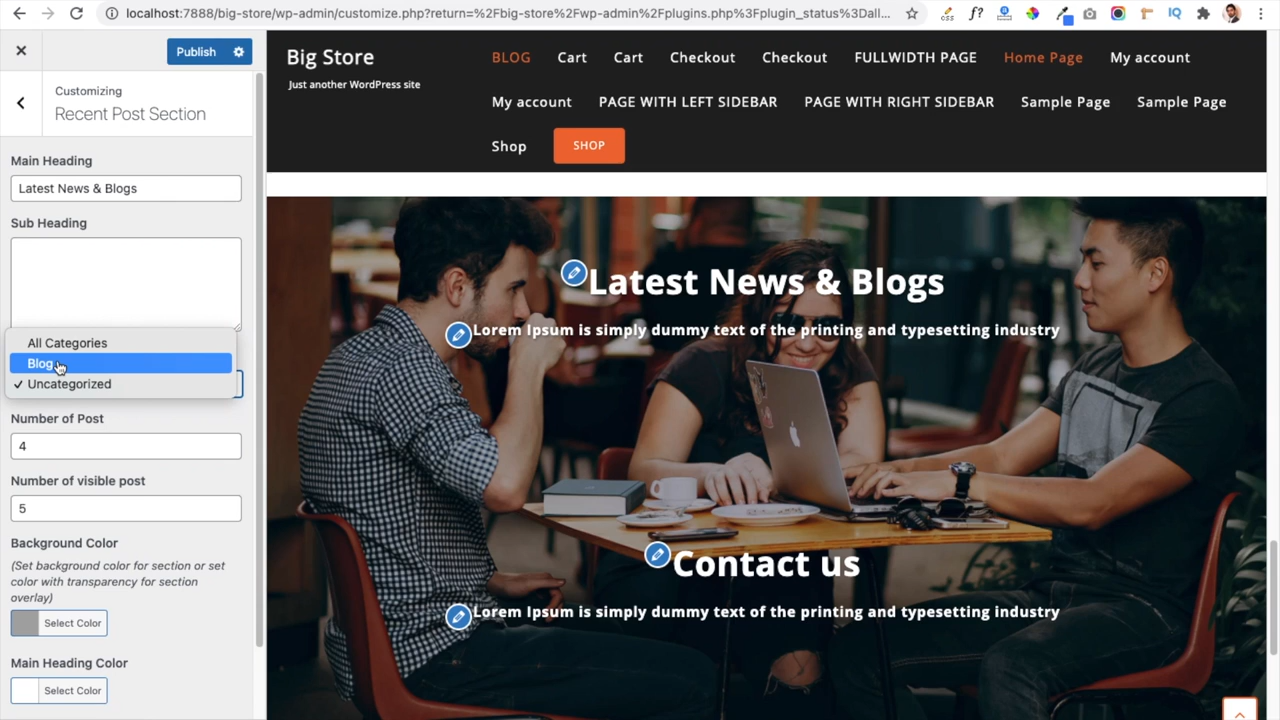 localhost:7888/big-store/wp-admin/customize.php?return=%2Fbig-store%2Fwp-admin%2Fplugins.php%3Fplugin_status%3Dall...
css
f?
IQ
Publish
Customizing
Recent Post Section
Main Heading
Latest News & Blogs
Sub Heading
All Categories
Blog
✓ Uncategorized
Number of Post
4
Number of visible post
5
Background Color
(Set background color for section or set
color with transparency for section
overlay)
Select Color
Main Heading Color
Select Color
Big Store
Just another WordPress site
BLOG Cart Cart Checkout Checkout FULLWIDTH PAGE Home Page My account
My account PAGE WITH LEFT SIDEBAR PAGE WITH RIGHT SIDEBAR Sample Page Sample Page
Shop SHOP
Latest News & Blogs
Lorem Ipsum is simply dummy text of the printing and typesetting industry
Contact us
Lorem Ipsum is simply dummy text of the printing and typesetting industry